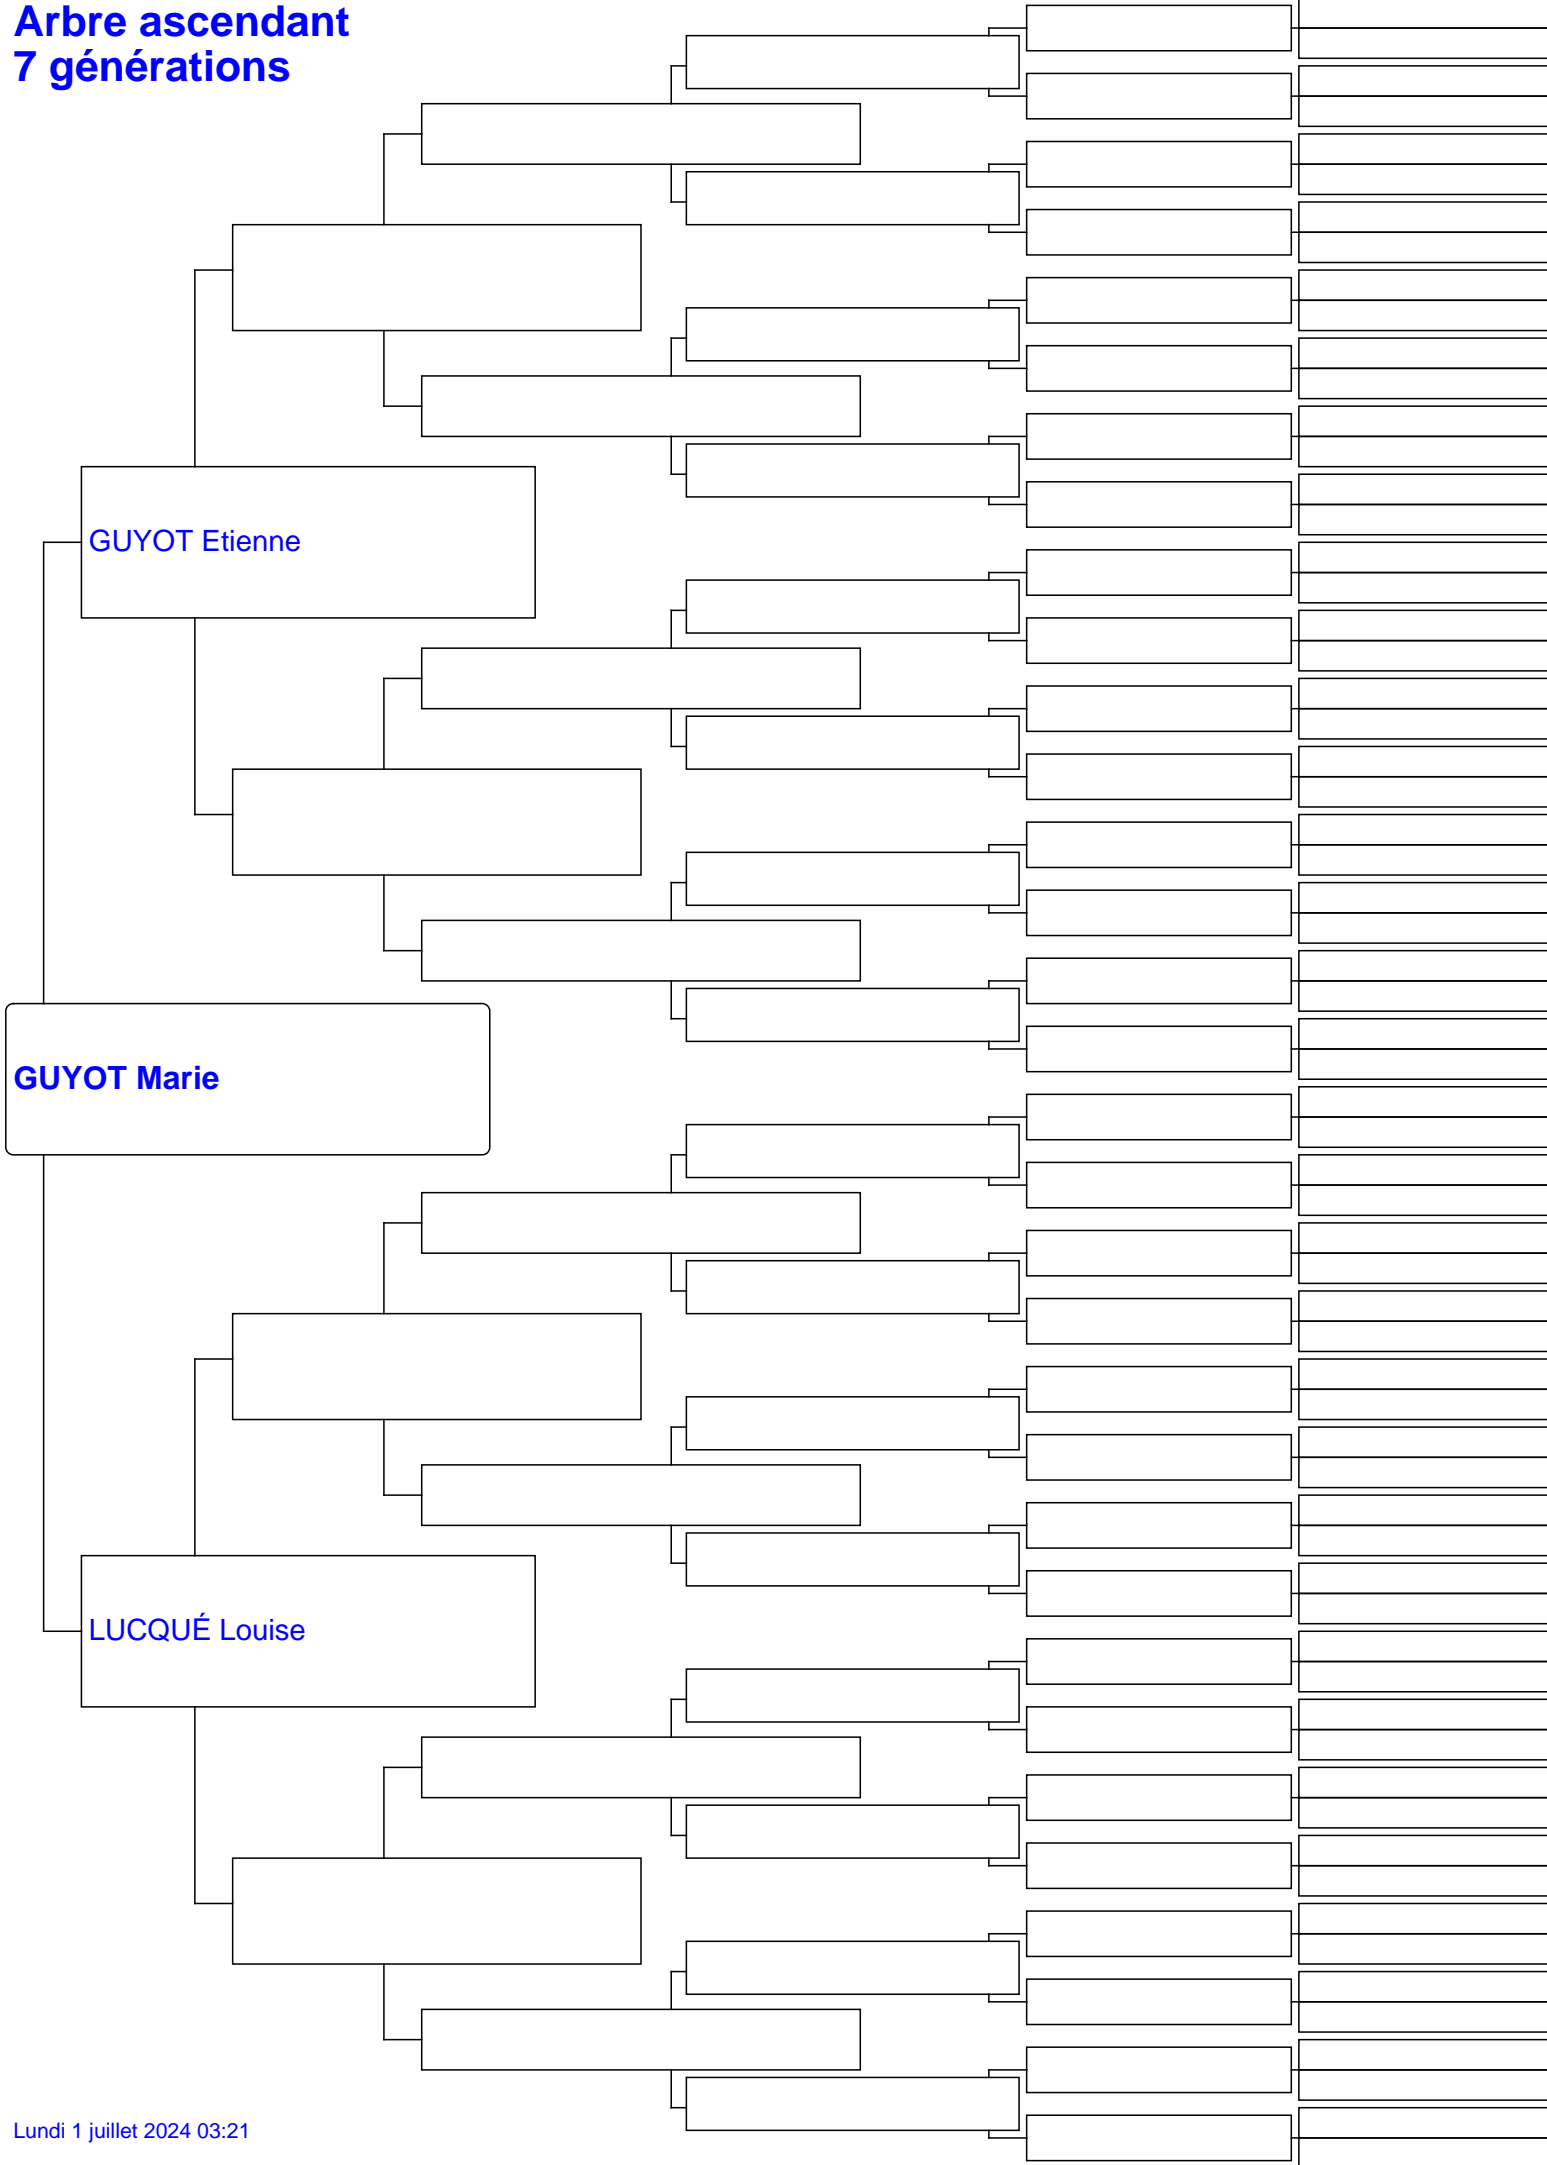 Arbre ascendant
7 générations
GUYOT Etienne
GUYOT Marie
LUCQUÉ Louise
Lundi 1 juillet 2024 03:21